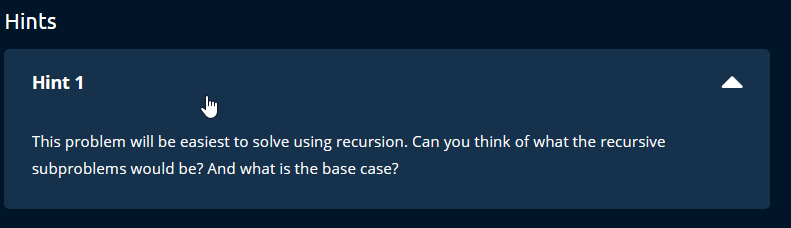 Hints
Hint 1
This problem will be easiest to solve using recursion. Can you think of what the recursive
subproblems would be? And what is the base case?